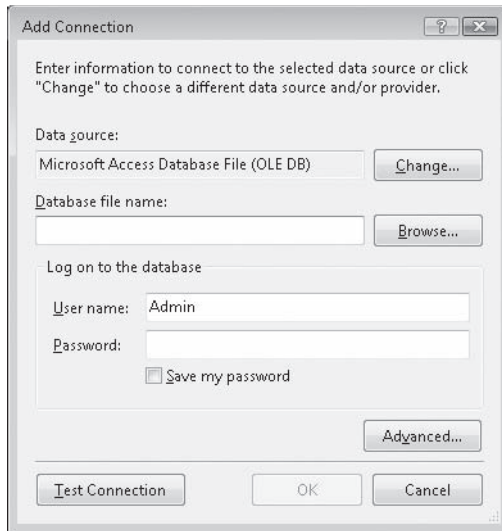 Add Connection
?
Enter information to connect to the selected data source or click
"Change" to choose a different data source and/or provider.
Data source:
Microsoft Access Database File (OLE DB)
Change...
Database file name:
Browse...
Log on to the database
User name:
Admin
Password:
Save my password
Advanced...
Test Connection
OK
Cancel